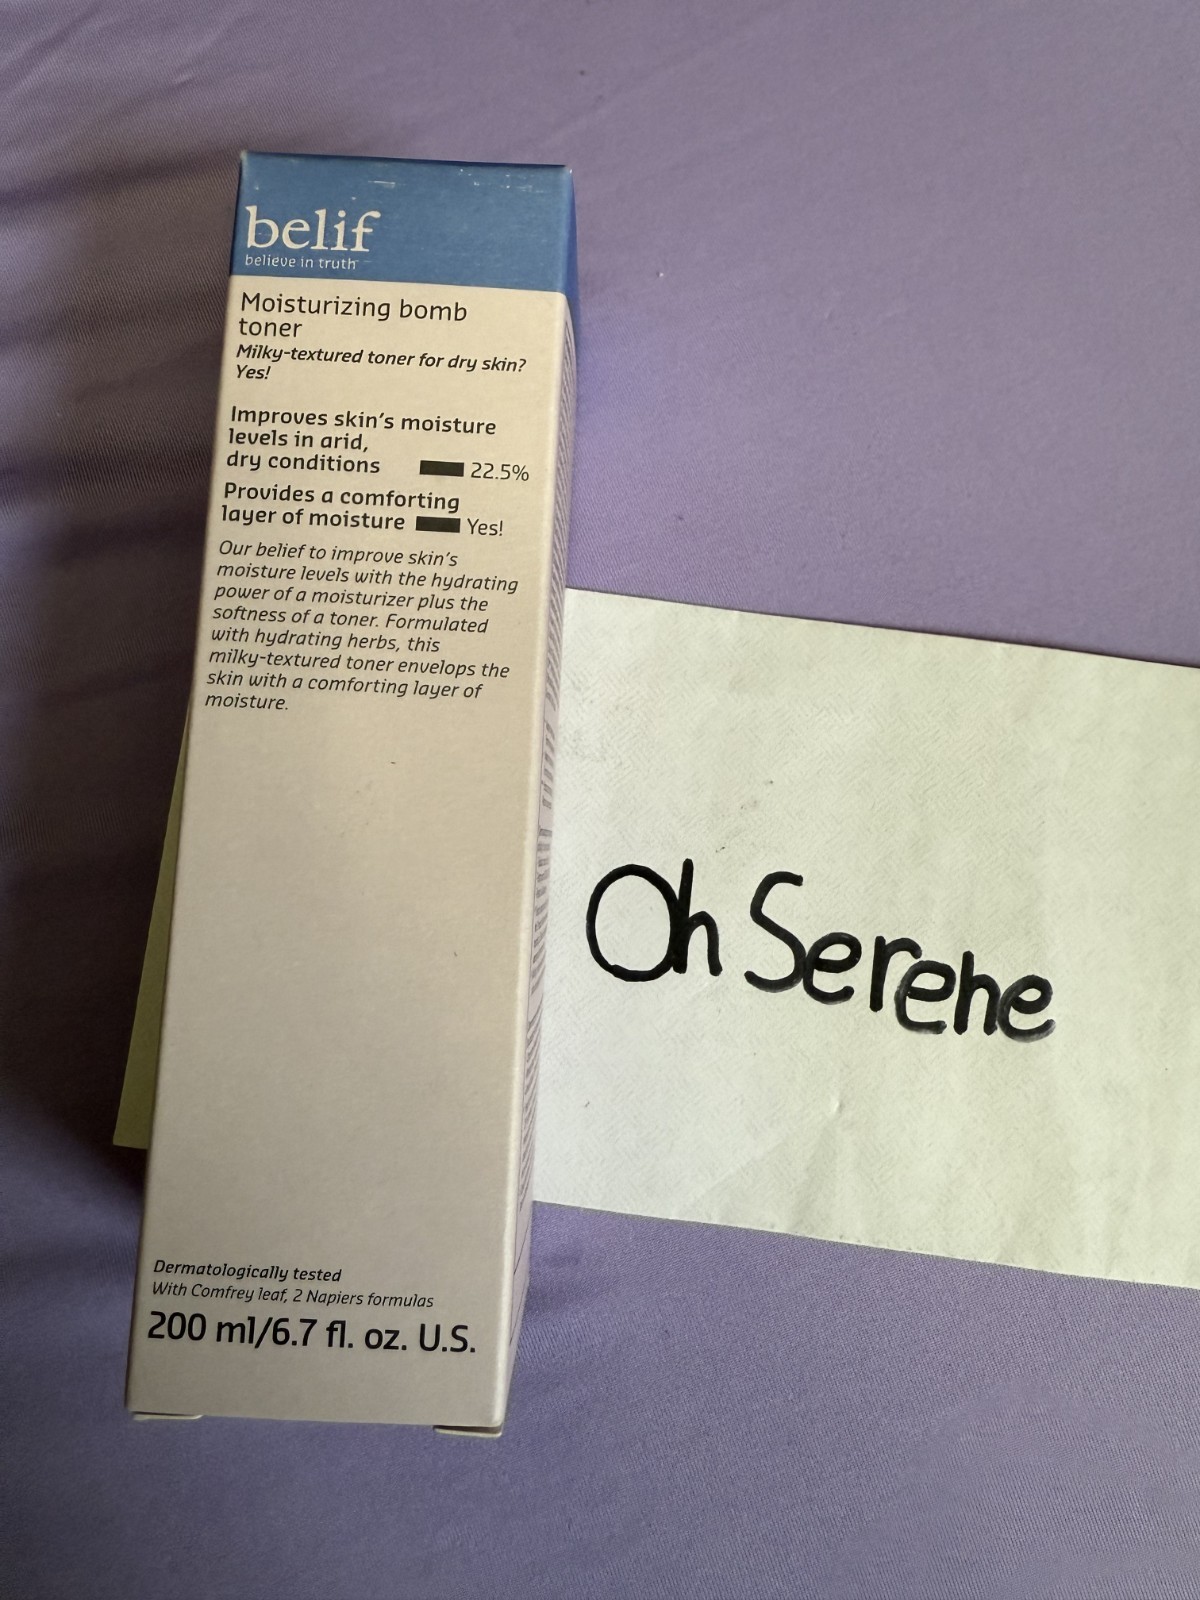 belif
believe in truth
Moisturizing bomb
toner
Milky-textured toner for dry skin?
Yes!
Improves skin's moisture
levels in arid,
dry conditions 22.5%
Provides a comforting
layer of moisture Yes!
Our belief to improve skin's
moisture levels with the hydrating
power of a moisturizer plus the
softness of a toner. Formulated
with hydrating herbs, this
milky-textured toner envelops the
skin with a comforting layer of
moisture.
Dermatologically tested
With Comfrey leaf, 2 Napiers formulas
200 ml/6.7 fl. oz. U.S.
Oh Serene